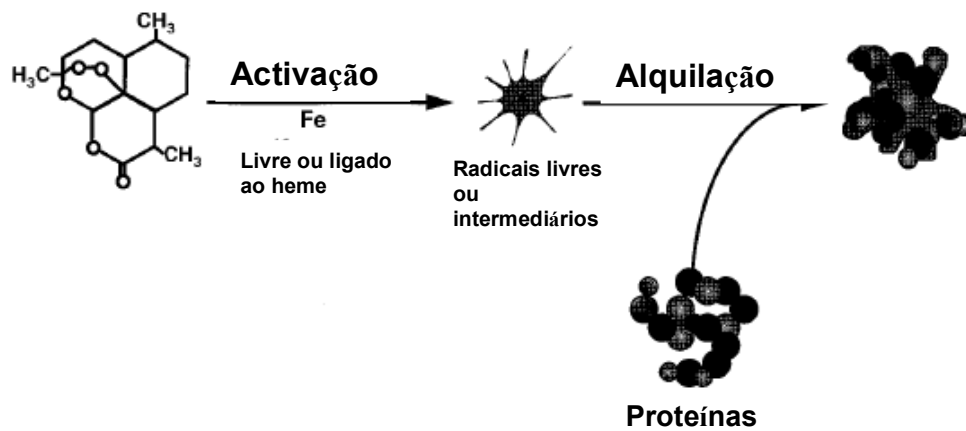 CH₃
H₃C
O
O
O
O
CH₃
O
Activação
Fe
Livre ou ligado
ao heme
Radicais livres
ou
intermediários
Alquilação
Proteínas